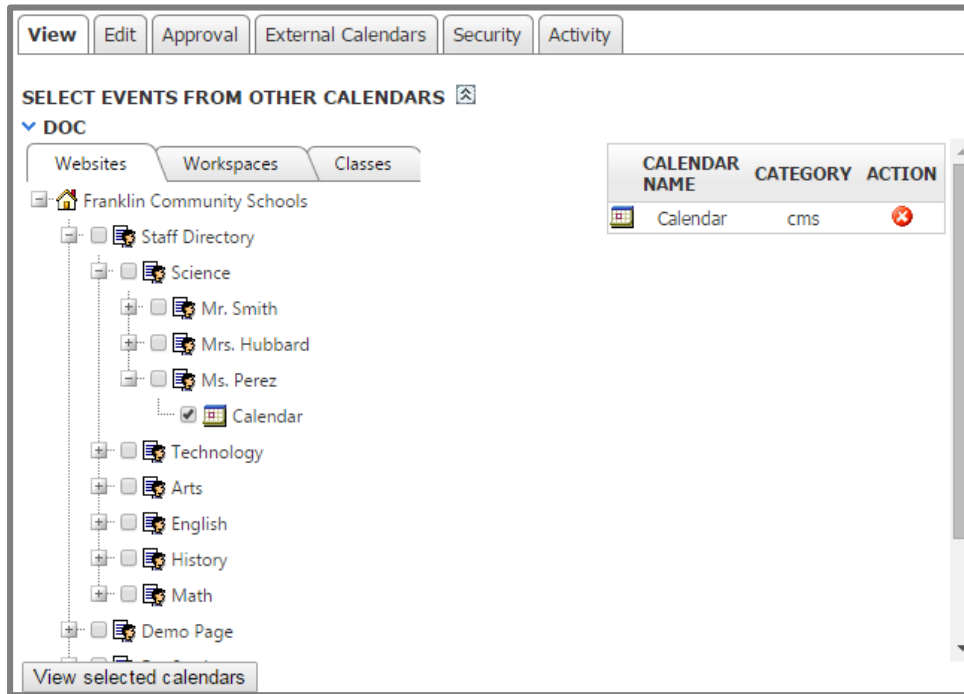 View Edit Approval External Calendars Security Activity
SELECT EVENTS FROM OTHER CALENDARS
DOC
Websites Workspaces Classes
CALENDAR NAME CATEGORY ACTION
Calendar cms
Franklin Community Schools
Staff Directory
Science
Mr. Smith
Mrs. Hubbard
Ms. Perez
Calendar
Technology
Arts
English
History
Math
Demo Page
View selected calendars